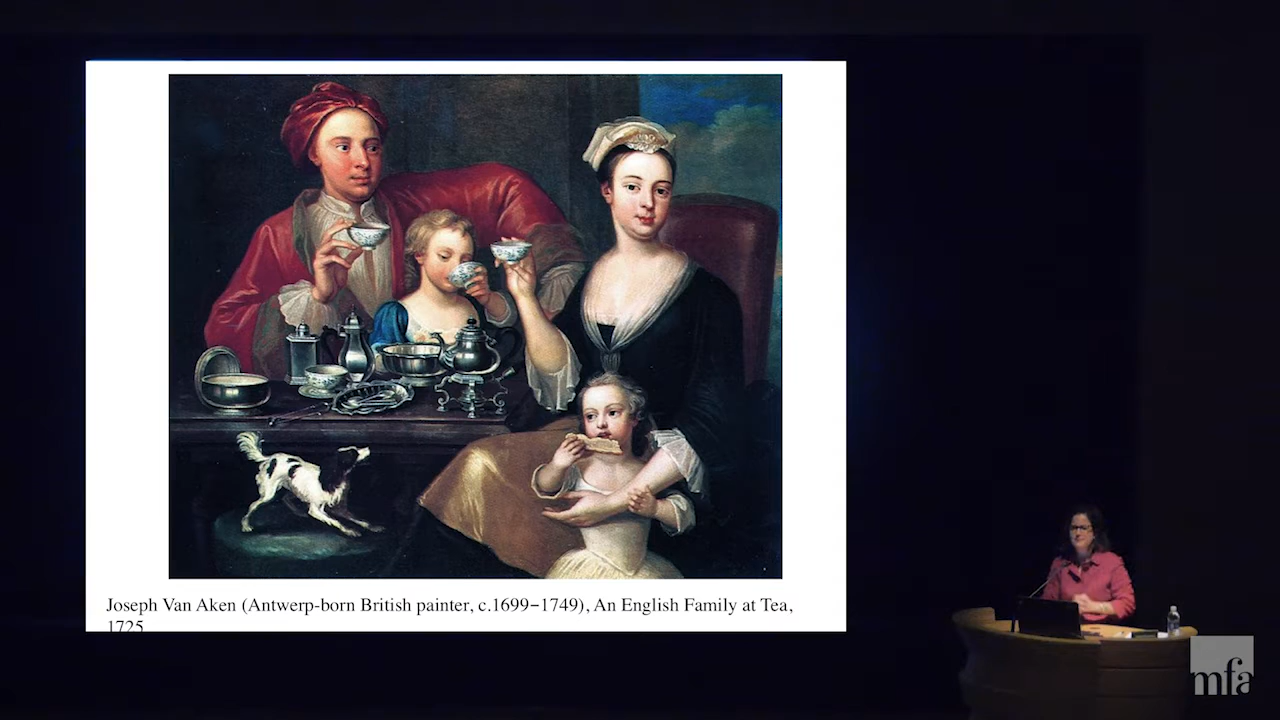 Joseph Van Aken (Antwerp-born British painter, c.1699–1749), An English Family at Tea,
1725
mfa